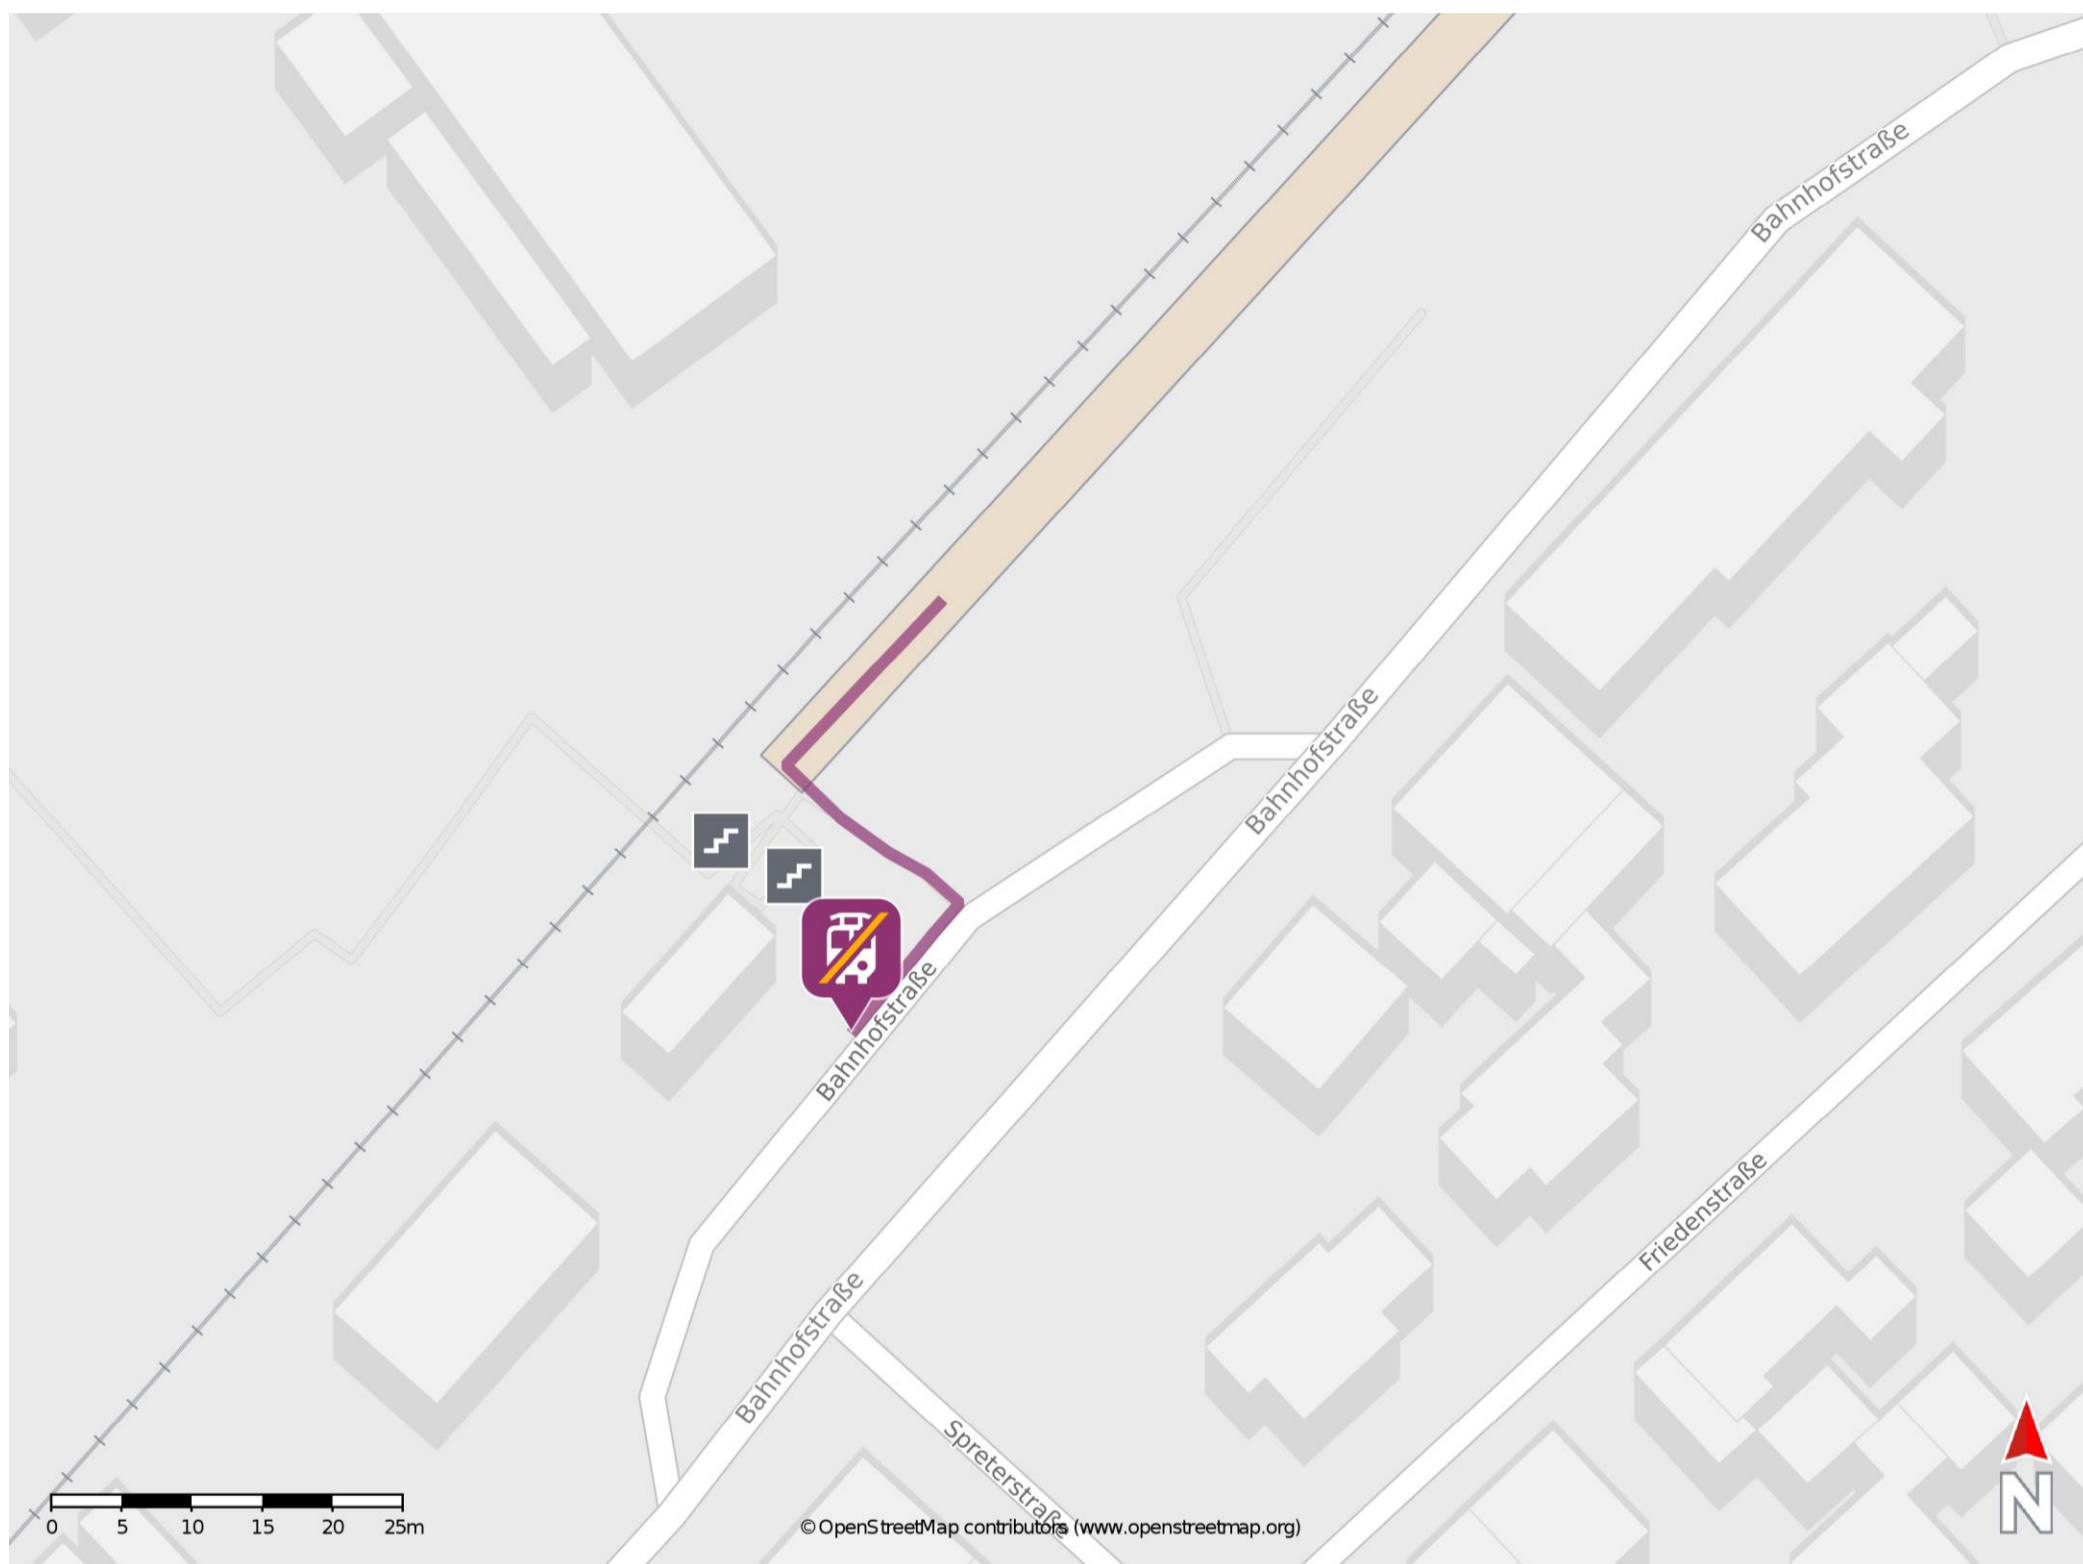 Bahnhofstraße
Bahnhofstraße
Bahnhofstraße
Friedenstraße
Bahnhofstraße
Spreterstraße
0 5 10 15 20 25m
© OpenStreetMap contributors (www.openstreetmap.org)
N